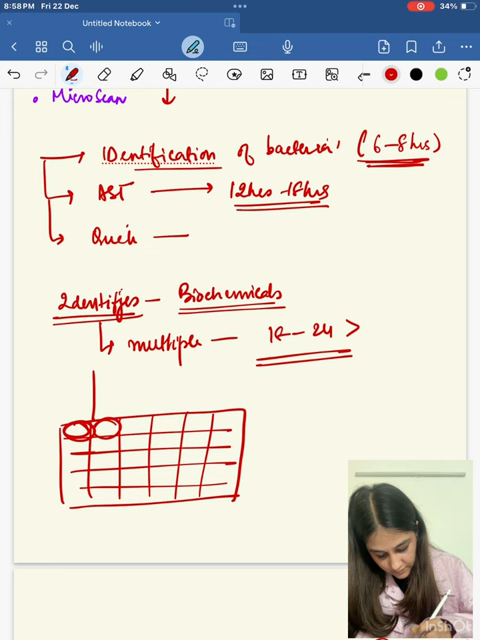 8:58 PM Fri 22 Dec
34%
Untitled Notebook
• MicroScan ↓
→ IDentification of bacteria' (6-8hrs)
→ AST → 12hrs-18hrs
→ Quick —
Identifies - Biochemicals
↳ multiple — 18-24 >
InShOt